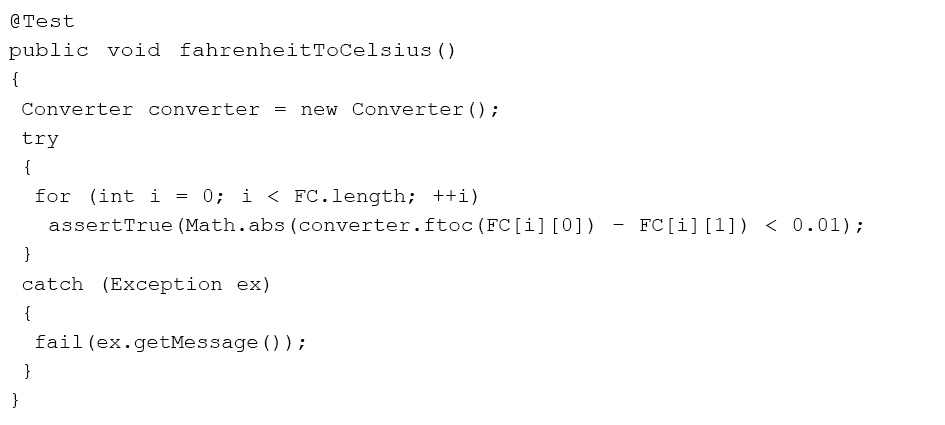 @Test
public void fahrenheitToCelsius()
{
 Converter converter = new Converter();
 try
 {
  for (int i = 0; i < FC.length; ++i)
   assertTrue(Math.abs(converter.ftoc(FC[i][0]) - FC[i][1]) < 0.01);
 }
 catch (Exception ex)
 {
  fail(ex.getMessage());
 }
}